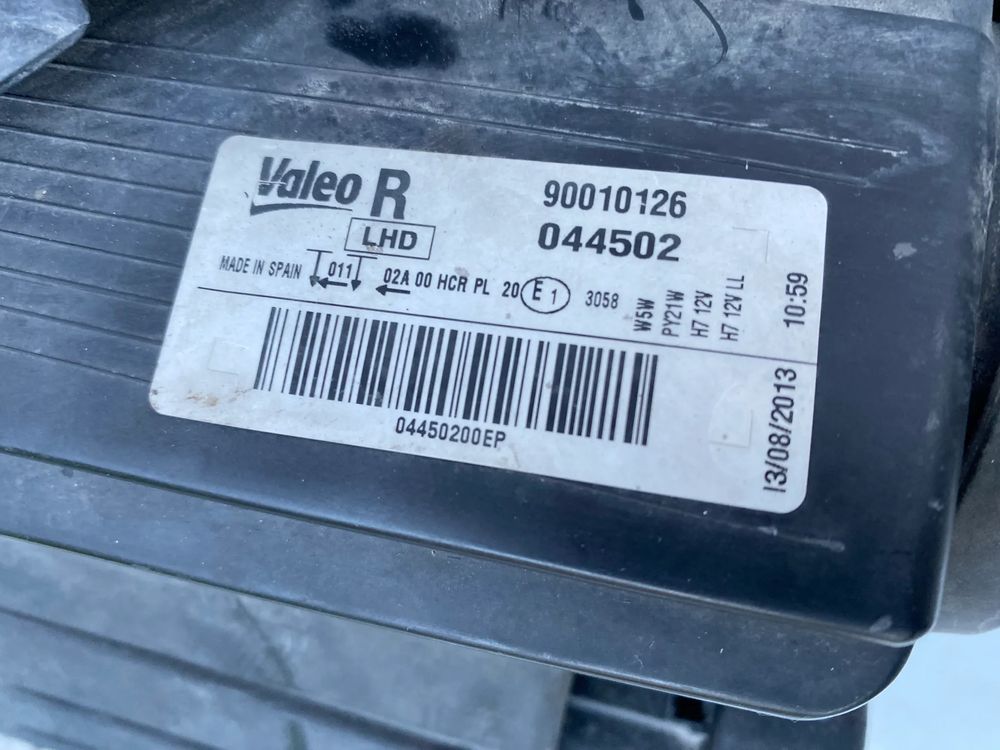 Valeo R
90010126
LHD
044502
MADE IN SPAIN 011 02A 00 HCR PL 20 E 1 3058
W5W
PY21W
H7 12V
H7 12V LL
10:59
13/08/2013
04450200EP